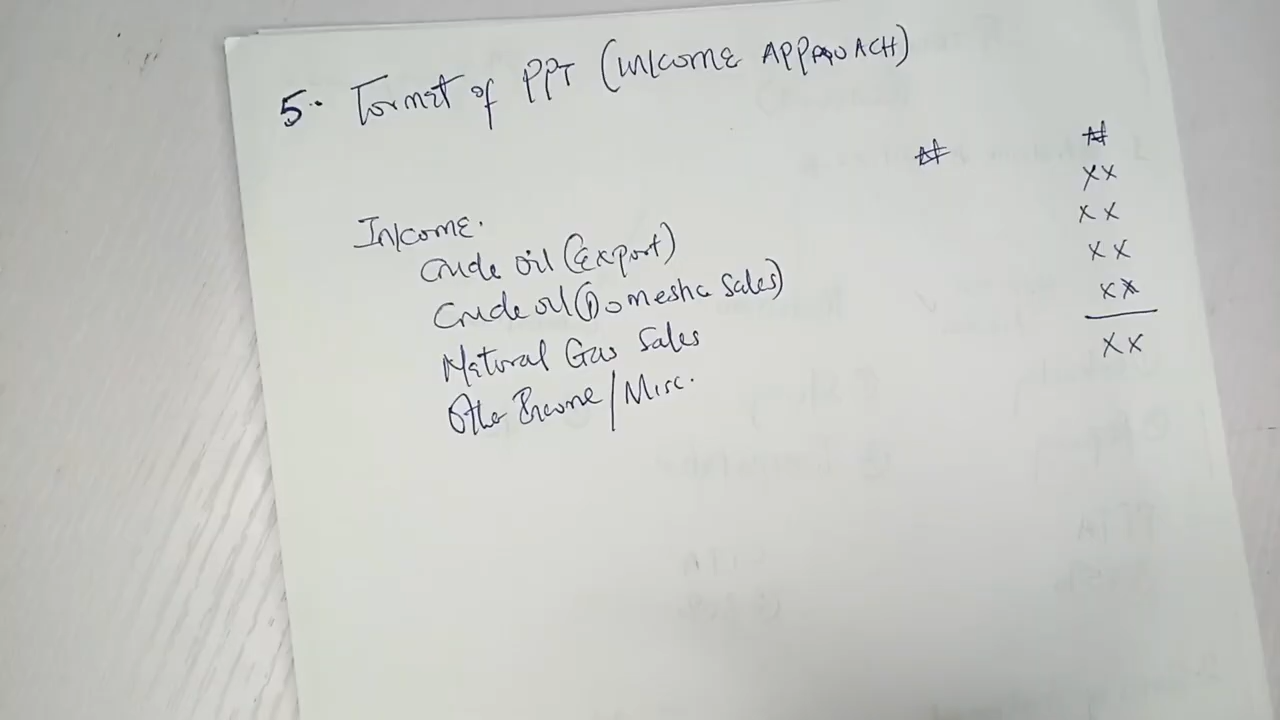 5. Format of PPT (INCOME APPROACH)
₦ ₦
Income. XX
Crude oil (Export) XX
Crude oil (Domestic Sales) XX
Natural Gas Sales XX
Other Income/Misc. XX